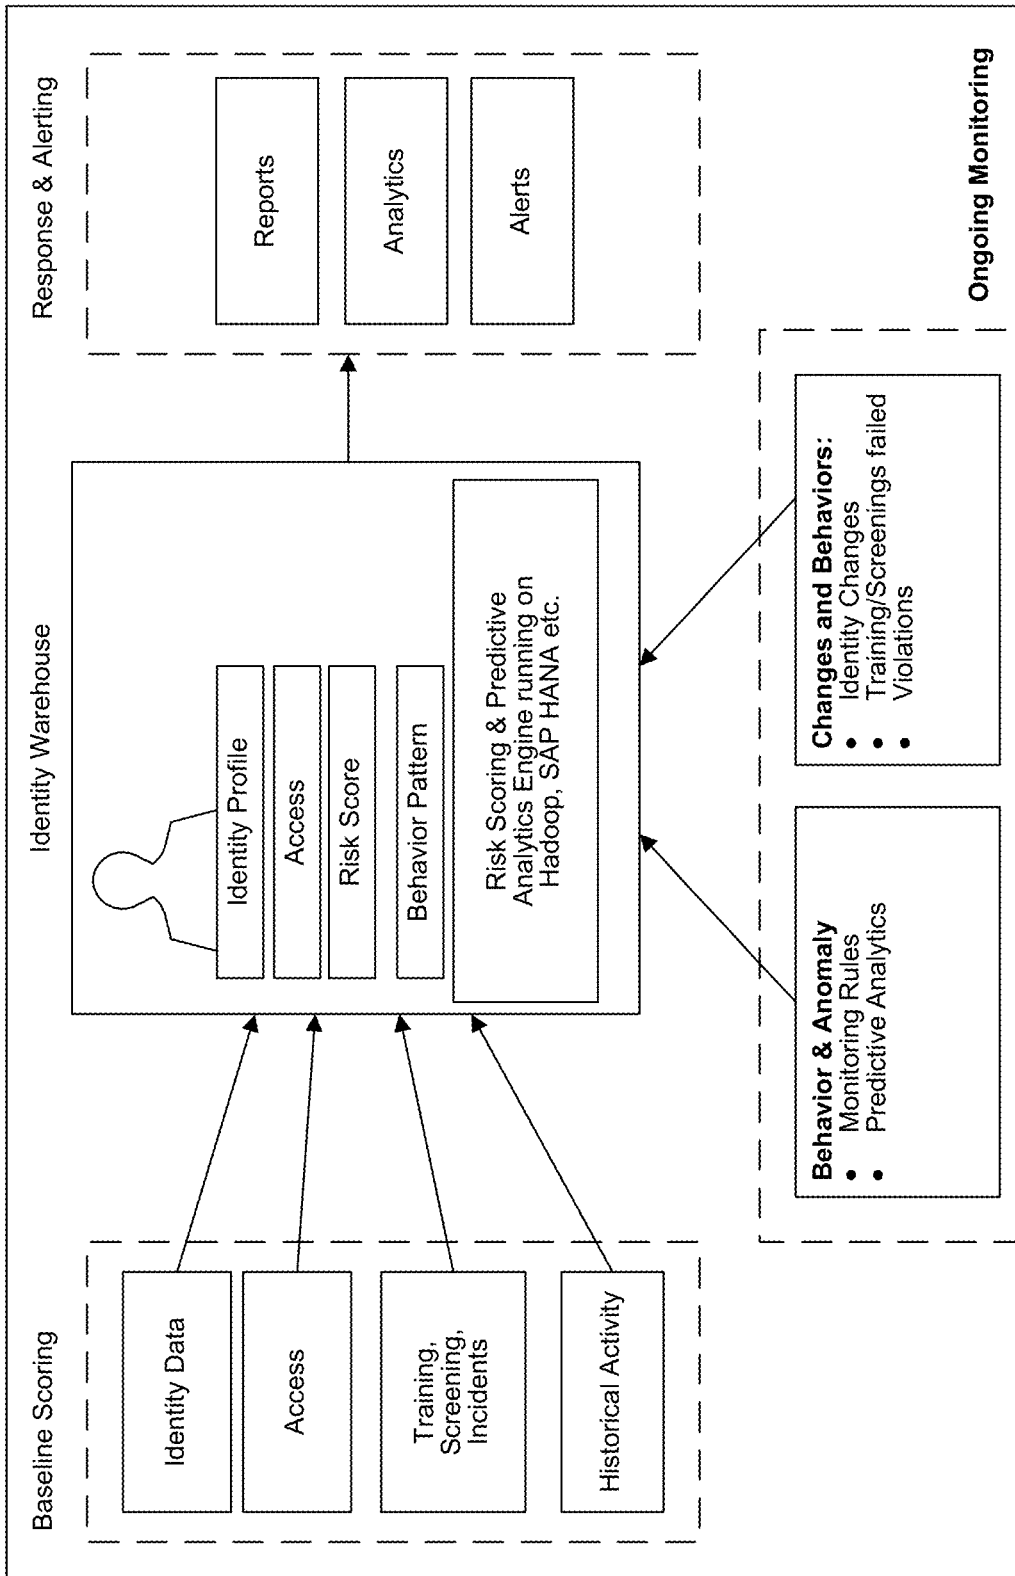 Baseline Scoring
Identity Data
Access
Training,
Screening,
Incidents
Historical Activity
Identity Warehouse
Identity Profile
Access
Risk Score
Behavior Pattern
Risk Scoring & Predictive
Analytics Engine running on
Hadoop, SAP HANA etc.
Response & Alerting
Reports
Analytics
Alerts
Behavior & Anomaly
• Monitoring Rules
• Predictive Analytics
Changes and Behaviors:
• Identity Changes
• Training/Screenings failed
• Violations
Ongoing Monitoring